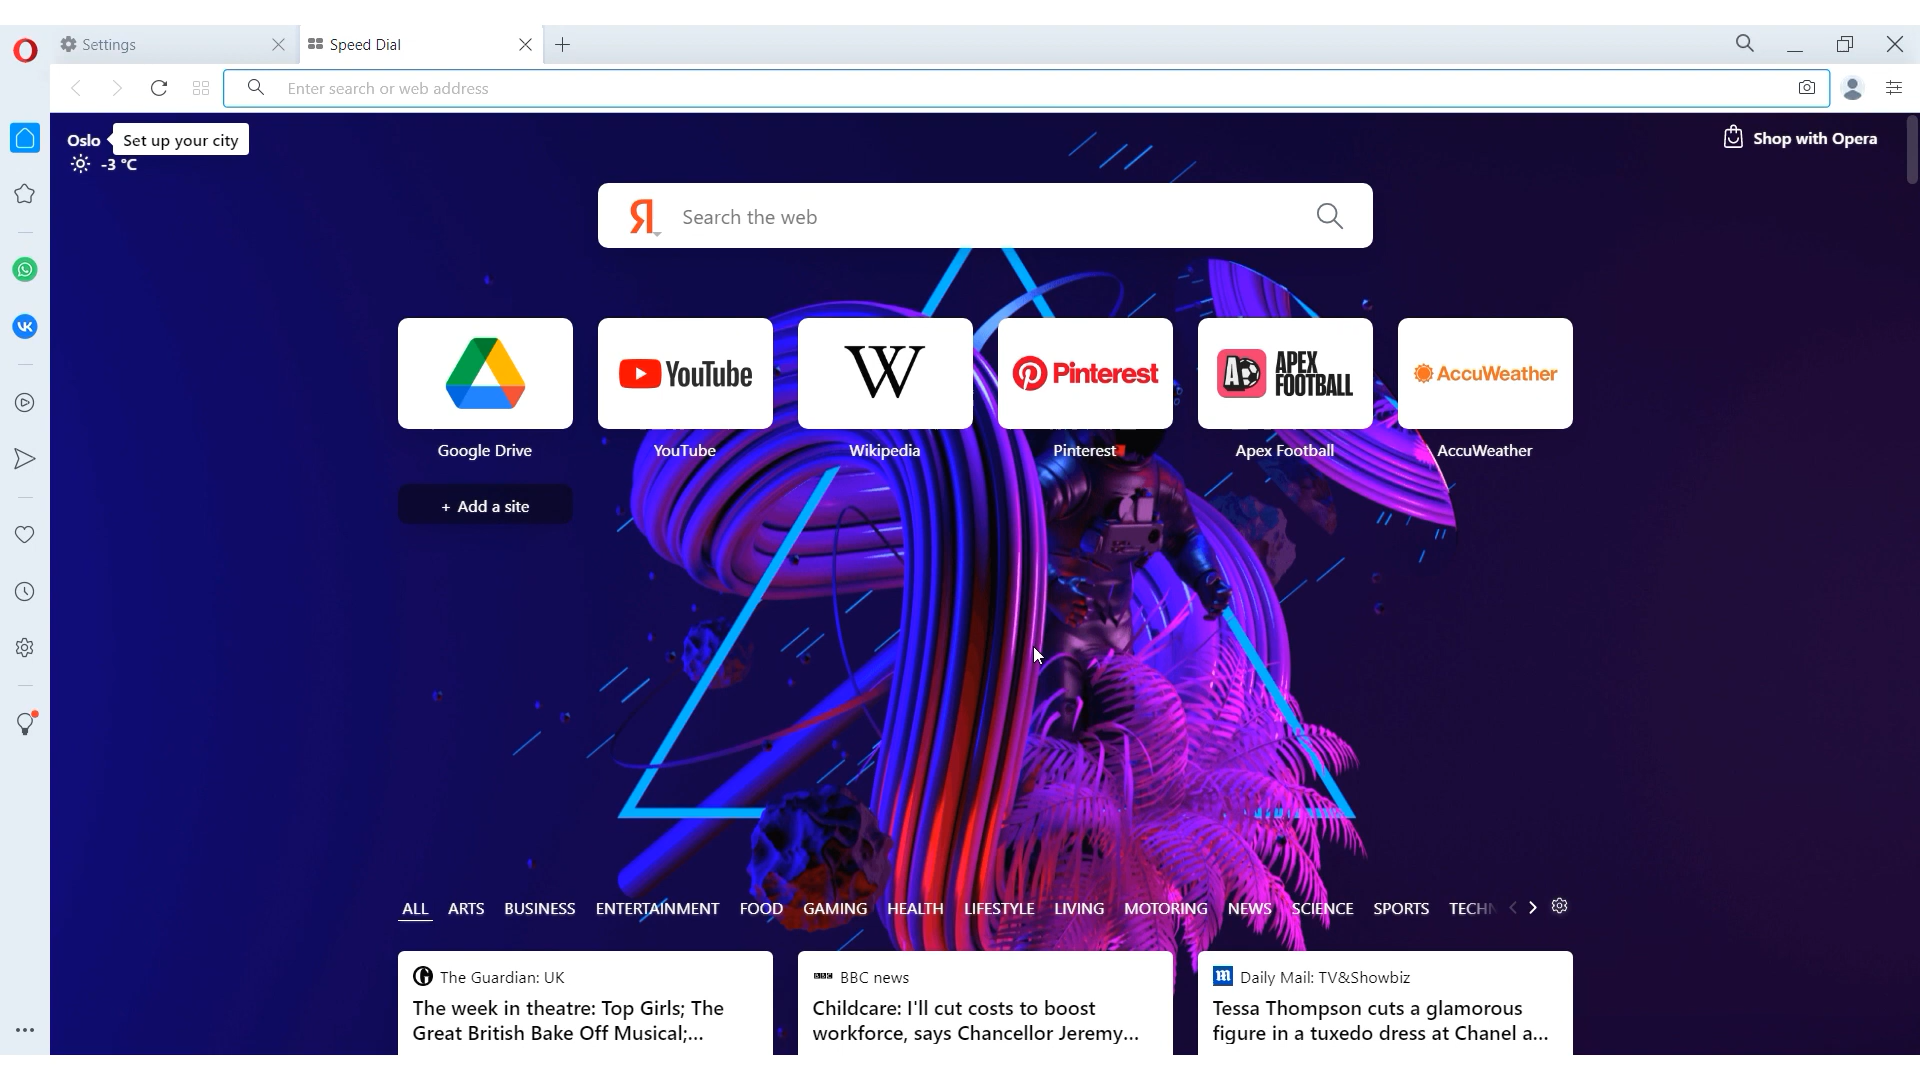 Settings
Speed Dial
Enter search or web address
Oslo
Set up your city
-3 °C
Shop with Opera
Я
Search the web
YouTube
W
Pinterest
AD
APEX
FOOTBALL
AccuWeather
Google Drive
YouTube
Wikipedia
Pinterest
Apex Football
AccuWeather
+ Add a site
ALL ARTS BUSINESS ENTERTAINMENT FOOD GAMING HEALTH LIFESTYLE LIVING MOTORING NEWS SCIENCE SPORTS TECHN
The Guardian: UK
The week in theatre: Top Girls; The
Great British Bake Off Musical;...
BBC BBC news
Childcare: I'll cut costs to boost
workforce, says Chancellor Jeremy...
m Daily Mail: TV&Showbiz
Tessa Thompson cuts a glamorous
figure in a tuxedo dress at Chanel a...